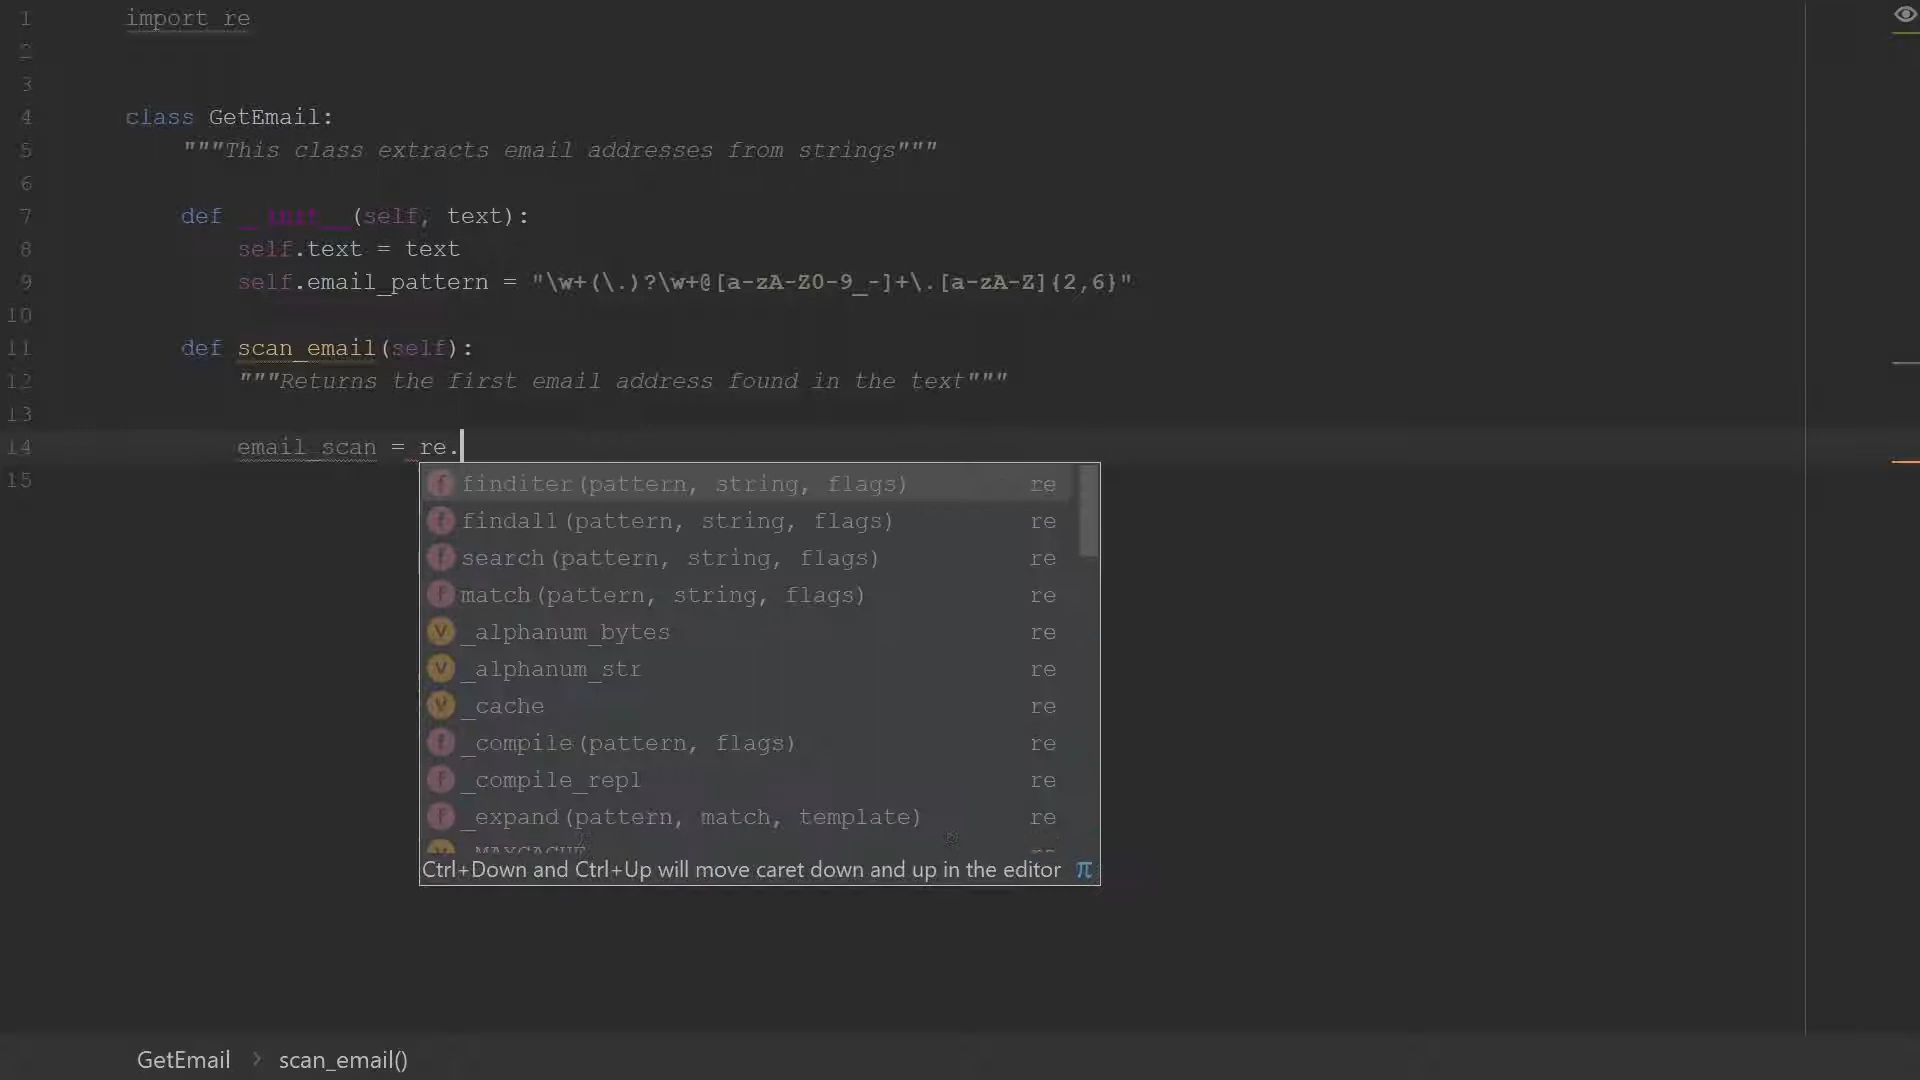 1 import re
2
3
4 class GetEmail:
5 """This class extracts email addresses from strings"""
6
7 def __init__(self, text):
8 self.text = text
9 self.email_pattern = "\w+(\.)?\w+@[a-zA-Z0-9_-]+\.[a-zA-Z]{2,6}"
10
11 def scan_email(self):
12 """Returns the first email address found in the text"""
13
14 email_scan = re.
15
f finditer(pattern, string, flags) re
f findall(pattern, string, flags) re
f search(pattern, string, flags) re
f match(pattern, string, flags) re
V _alphanum_bytes re
V _alphanum_str re
V _cache re
f _compile(pattern, flags) re
f _compile_repl re
f _expand(pattern, match, template) re
V _MAXCACHE re
Ctrl+Down and Ctrl+Up will move caret down and up in the editor π
GetEmail > scan_email()